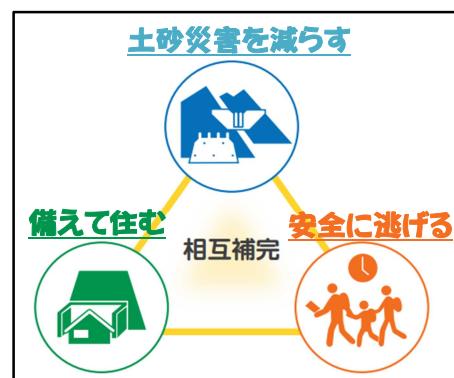 土砂災害を減らす
備えて住む
安全に逃げる
相互補完